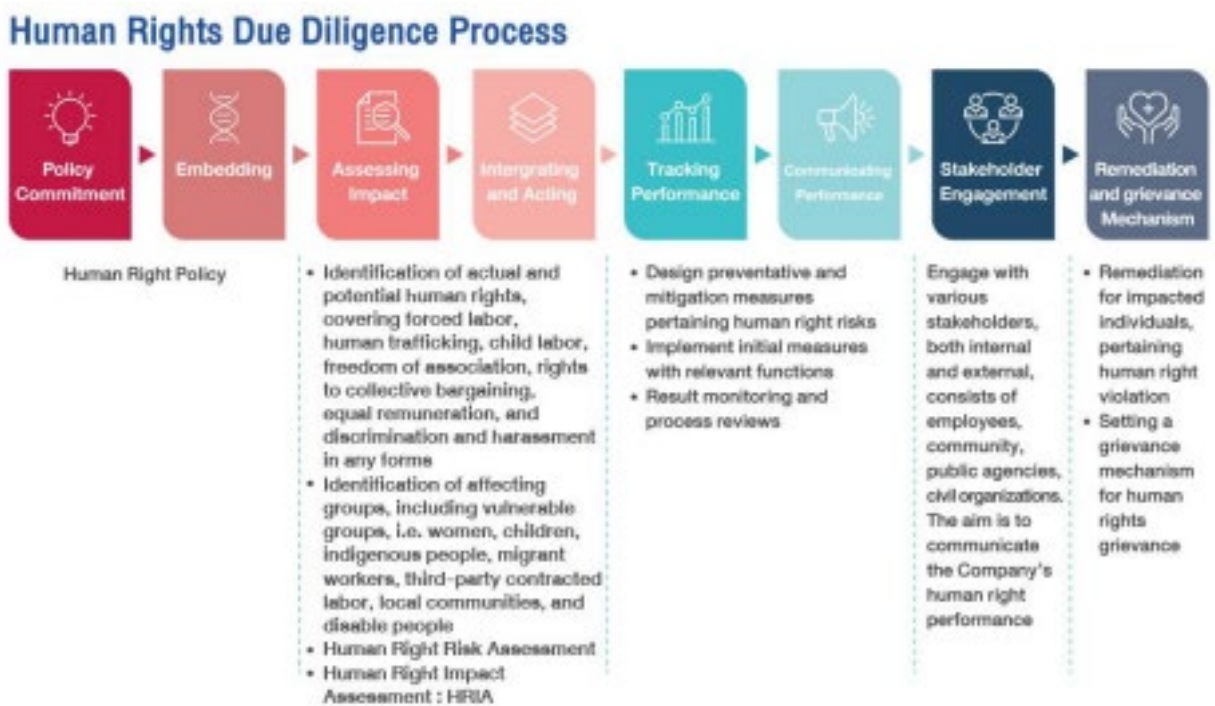 Human Rights Due Diligence Process
Policy
Commitment
Embedding
Assessing
Impact
Intergrating
and Acting
Tracking
Performance
Communicating
Performance
Stakeholder
Engagement
Remediation
and grievance
Mechanism
Human Right Policy
• Identification of actual and
potential human rights,
covering forced labor,
human trafficking, child labor,
freedom of association, rights
to collective bargaining,
equal remuneration, and
discrimination and harassment
in any forms
• Identification of affecting
groups, including vulnerable
groups, i.e. women, children,
indigenous people, migrant
workers, third-party contracted
labor, local communities, and
disable people
• Human Right Risk Assessment
• Human Right Impact
Assessment : HRIA
• Design preventative and
mitigation measures
pertaining human right risks
• Implement initial measures
with relevant functions
• Result monitoring and
process reviews
Engage with
various
stakeholders,
both internal
and external,
consists of
employees,
community,
public agencies,
civil organizations.
The aim is to
communicate
the Company's
human right
performance
• Remediation
for impacted
individuals,
pertaining
human right
violation
• Setting a
grievance
mechanism
for human
rights
grievance